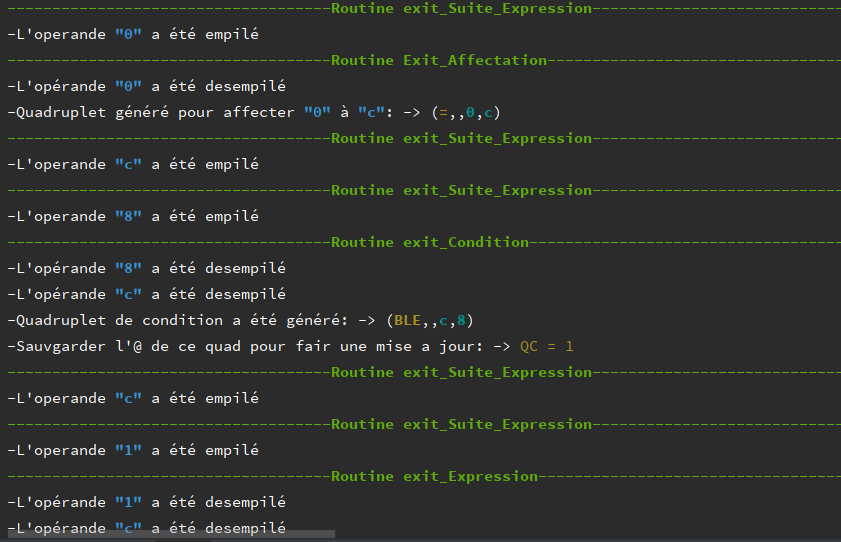 ------------------------------------Routine exit_Suite_Expression----------------------------
-L'operande "0" a été empilé
------------------------------------Routine Exit_Affectation---------------------------------
-L'opérande "0" a été desempilé
-Quadruplet généré pour affecter "0" à "c": -> (=,,0,c)
------------------------------------Routine exit_Suite_Expression----------------------------
-L'operande "c" a été empilé
------------------------------------Routine exit_Suite_Expression----------------------------
-L'operande "8" a été empilé
------------------------------------Routine exit_Condition-----------------------------------
-L'opérande "8" a été desempilé
-L'opérande "c" a été desempilé
-Quadruplet de condition a été généré: -> (BLE,,c,8)
-Sauvgarder l'@ de ce quad pour fair une mise a jour: -> QC = 1
------------------------------------Routine exit_Suite_Expression----------------------------
-L'operande "c" a été empilé
------------------------------------Routine exit_Suite_Expression----------------------------
-L'operande "1" a été empilé
------------------------------------Routine exit_Expression----------------------------------
-L'opérande "1" a été desempilé
-L'opérande "c" a été desempilé